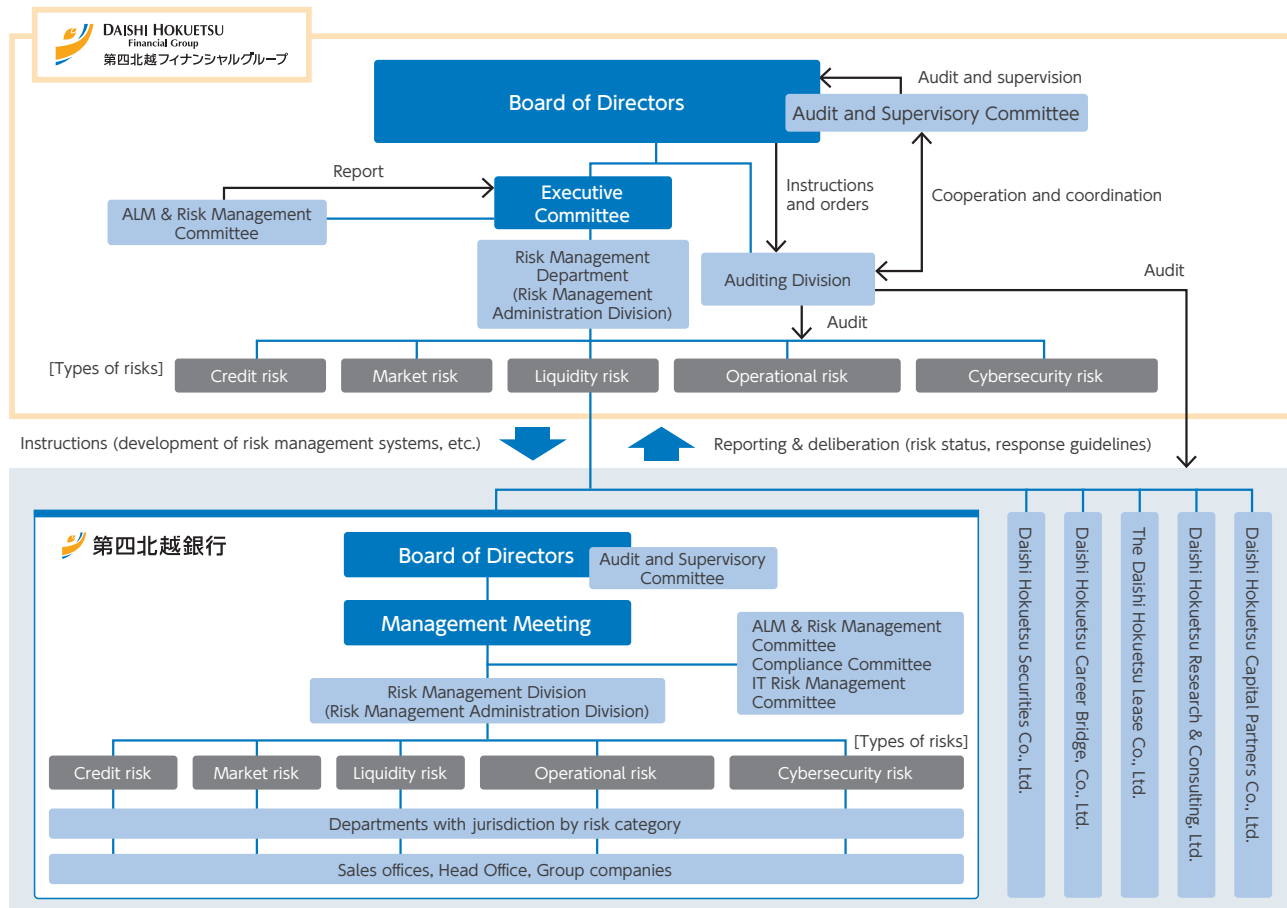 DAISHI HOKUETSU
Financial Group
第四北越フィナンシャルグループ
Board of Directors
Audit and supervision
Audit and Supervisory Committee
Report
Executive
Committee
Instructions
and orders
Cooperation and coordination
ALM & Risk Management
Committee
Risk Management
Department
(Risk Management
Administration Division)
Auditing Division
Audit
Audit
[Types of risks]
Credit risk
Market risk
Liquidity risk
Operational risk
Cybersecurity risk
Instructions (development of risk management systems, etc.)
Reporting & deliberation (risk status, response guidelines)
第四北越銀行
Board of Directors
Audit and Supervisory
Committee
Management Meeting
ALM & Risk Management
Committee
Compliance Committee
IT Risk Management
Committee
Risk Management Division
(Risk Management Administration Division)
[Types of risks]
Credit risk
Market risk
Liquidity risk
Operational risk
Cybersecurity risk
Departments with jurisdiction by risk category
Sales offices, Head Office, Group companies
Daishi Hokuetsu Securities Co., Ltd.
Daishi Hokuetsu Career Bridge, Co., Ltd.
The Daishi Hokuetsu Lease Co., Ltd.
Daishi Hokuetsu Research & Consulting, Ltd.
Daishi Hokuetsu Capital Partners Co., Ltd.